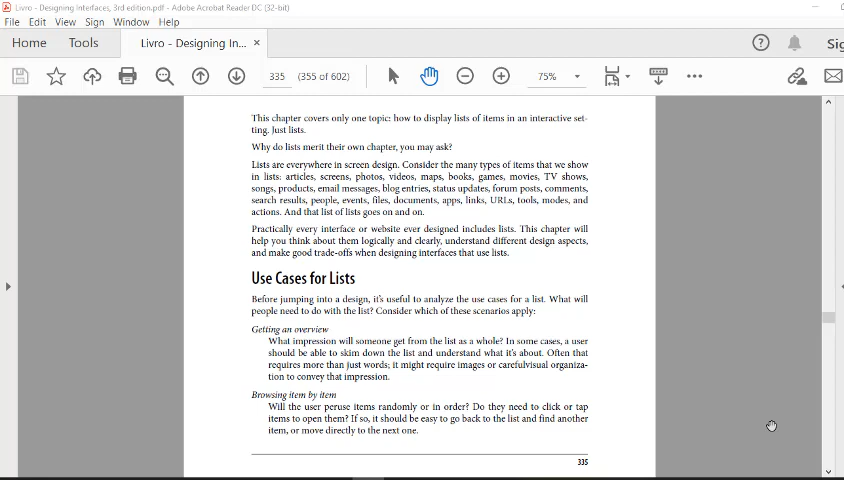 Livro - Designing Interfaces, 3rd edition.pdf - Adobe Acrobat Reader DC (32-bit)
File Edit View Sign Window Help
Home Tools Livro - Designing In... ×
335 (355 of 602) 75%
This chapter covers only one topic: how to display lists of items in an interactive set-
ting. Just lists.
Why do lists merit their own chapter, you may ask?
Lists are everywhere in screen design. Consider the many types of items that we show
in lists: articles, screens, photos, videos, maps, books, games, movies, TV shows,
songs, products, email messages, blog entries, status updates, forum posts, comments,
search results, people, events, files, documents, apps, links, URLs, tools, modes, and
actions. And that list of lists goes on and on.
Practically every interface or website ever designed includes lists. This chapter will
help you think about them logically and clearly, understand different design aspects,
and make good trade-offs when designing interfaces that use lists.
Use Cases for Lists
Before jumping into a design, it's useful to analyze the use cases for a list. What will
people need to do with the list? Consider which of these scenarios apply:
Getting an overview
What impression will someone get from the list as a whole? In some cases, a user
should be able to skim down the list and understand what it's about. Often that
requires more than just words; it might require images or carefulvisual organiza-
tion to convey that impression.
Browsing item by item
Will the user peruse items randomly or in order? Do they need to click or tap
items to open them? If so, it should be easy to go back to the list and find another
item, or move directly to the next one.
335